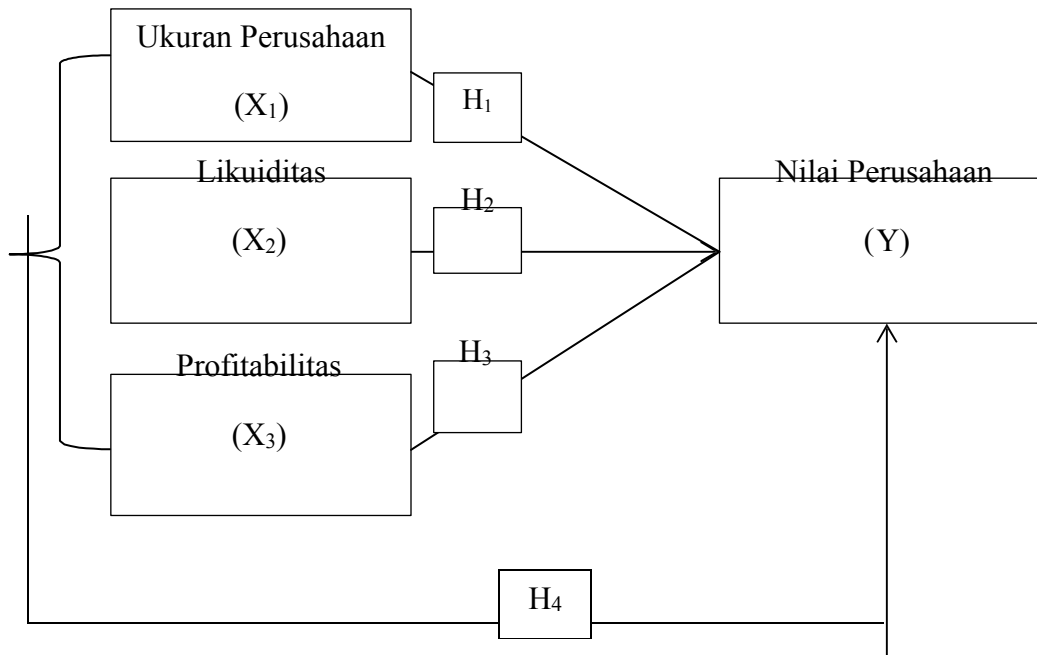 Ukuran Perusahaan
(X₁)
H₁
Likuiditas
(X₂)
H₂
Nilai Perusahaan
(Y)
Profitabilitas
(X₃)
H₃
H₄